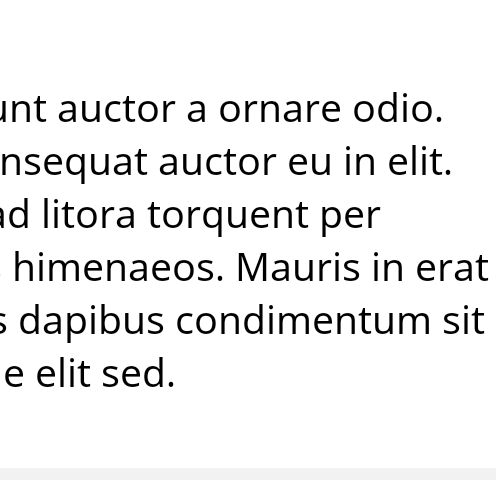 unt auctor a ornare odio.
nsequat auctor eu in elit.
ad litora torquent per
himenaeos. Mauris in erat
s dapibus condimentum sit
e elit sed.